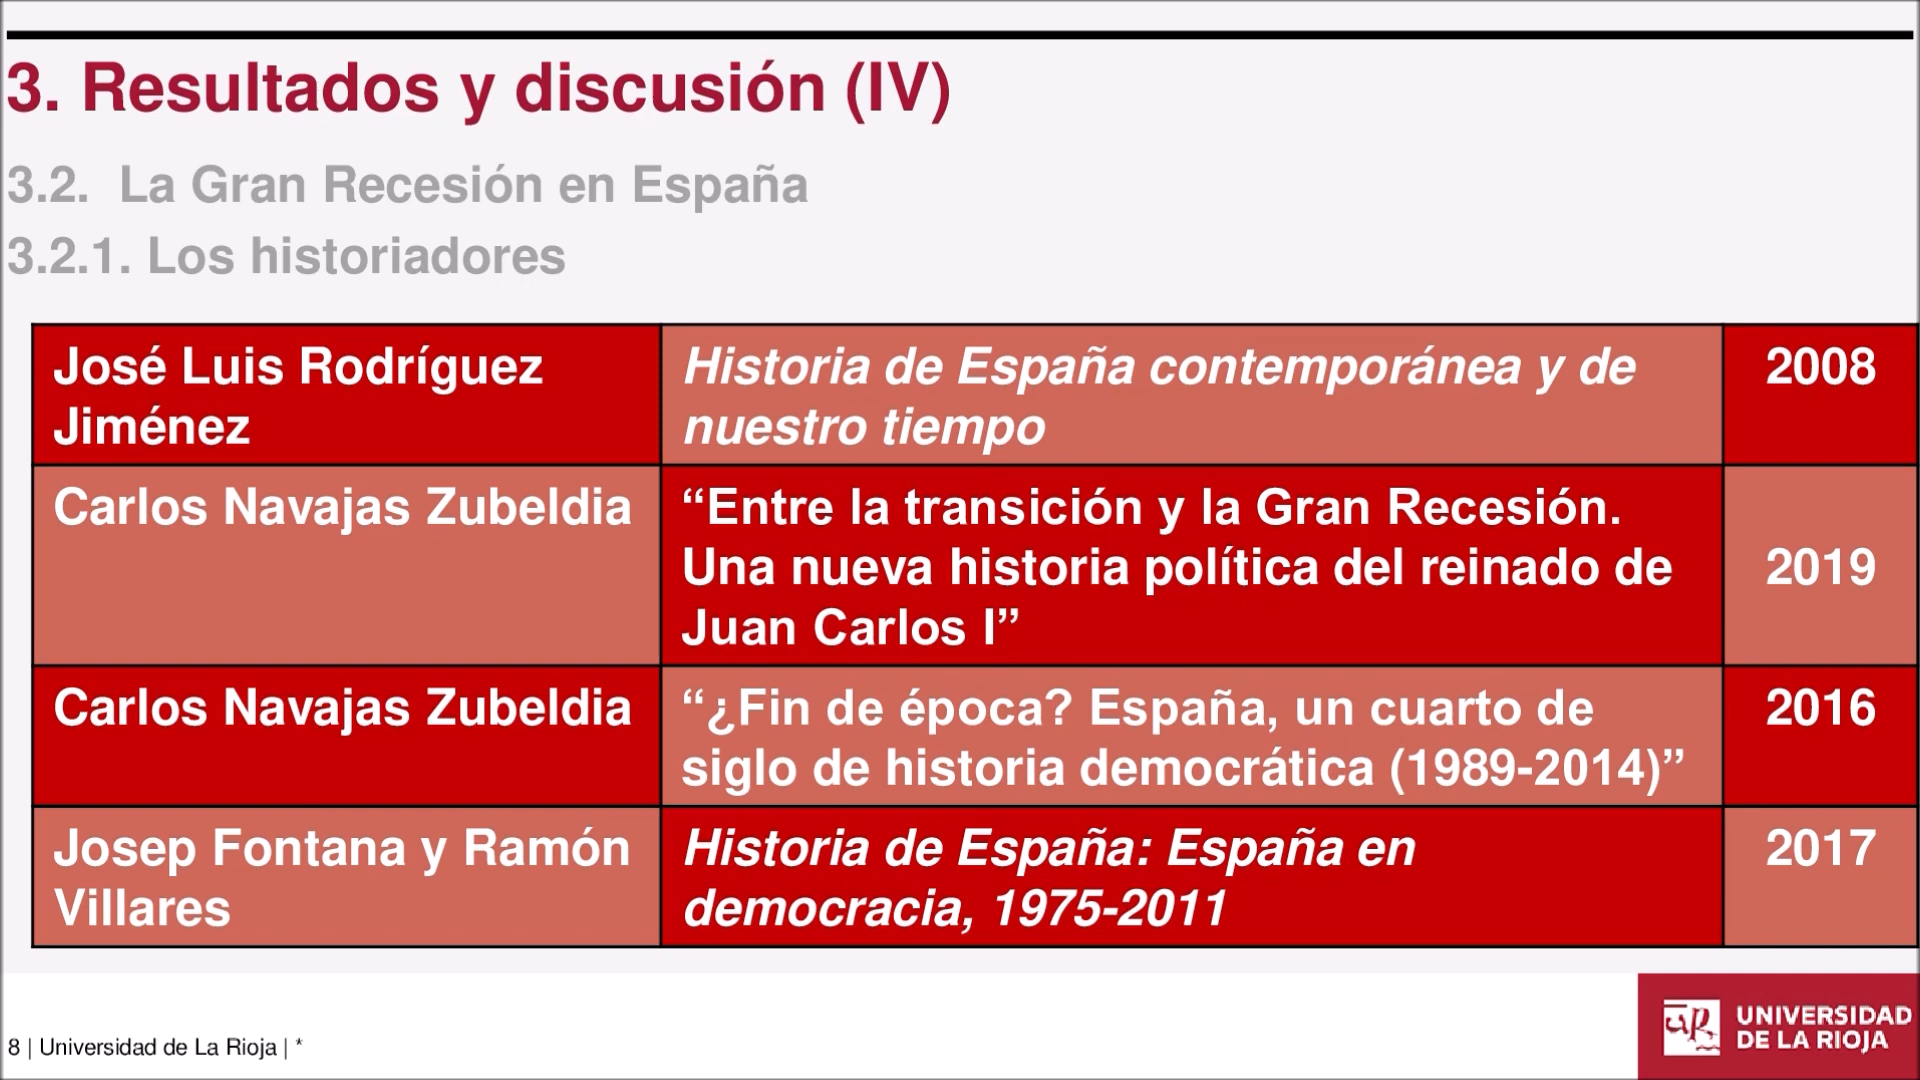 3. Resultados y discusión (IV)
3.2. La Gran Recesión en España
3.2.1. Los historiadores
José Luis Rodríguez
Jiménez
Historia de España contemporánea y de
nuestro tiempo
2008
Carlos Navajas Zubeldia
“Entre la transición y la Gran Recesión.
Una nueva historia política del reinado de
Juan Carlos I”
2019
Carlos Navajas Zubeldia
“¿Fin de época? España, un cuarto de
siglo de historia democrática (1989-2014)”
2016
Josep Fontana y Ramón
Villares
Historia de España: España en
democracia, 1975-2011
2017
8 | Universidad de La Rioja | *
UNIVERSIDAD
DE LA RIOJA